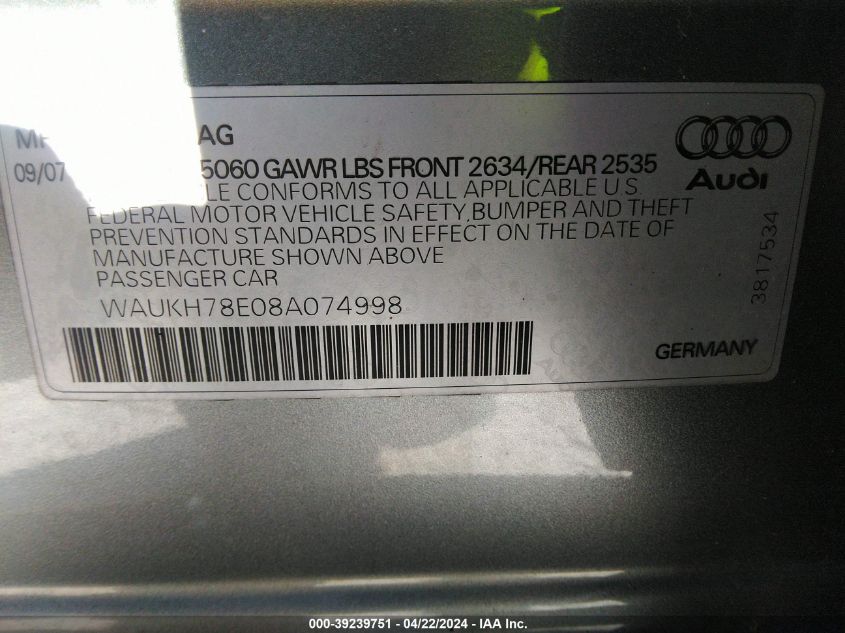 AG
09/07 5060 GAWR LBS FRONT 2634/REAR 2535
Audi
CONFORMS TO ALL APPLICABLE U.S.
FEDERAL MOTOR VEHICLE SAFETY, BUMPER AND THEFT
PREVENTION STANDARDS IN EFFECT ON THE DATE OF
MANUFACTURE SHOWN ABOVE
PASSENGER CAR
WAUKH78E08A074998
3817534
GERMANY
000-39239751 - 04/22/2024 - IAA Inc.